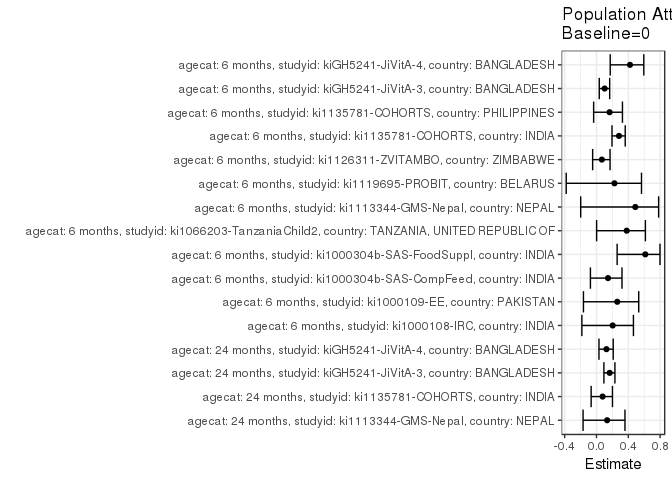 Population Att
Baseline=0
agecat: 6 months, studyid: kiGH5241-JiVitA-4, country: BANGLADESH
agecat: 6 months, studyid: kiGH5241-JiVitA-3, country: BANGLADESH
agecat: 6 months, studyid: ki1135781-COHORTS, country: PHILIPPINES
agecat: 6 months, studyid: ki1135781-COHORTS, country: INDIA
agecat: 6 months, studyid: ki1126311-ZVITAMBO, country: ZIMBABWE
agecat: 6 months, studyid: ki1119695-PROBIT, country: BELARUS
agecat: 6 months, studyid: ki1113344-GMS-Nepal, country: NEPAL
agecat: 6 months, studyid: ki1066203-TanzaniaChild2, country: TANZANIA, UNITED REPUBLIC OF
agecat: 6 months, studyid: ki1000304b-SAS-FoodSuppl, country: INDIA
agecat: 6 months, studyid: ki1000304b-SAS-CompFeed, country: INDIA
agecat: 6 months, studyid: ki1000109-EE, country: PAKISTAN
agecat: 6 months, studyid: ki1000108-IRC, country: INDIA
agecat: 24 months, studyid: kiGH5241-JiVitA-4, country: BANGLADESH
agecat: 24 months, studyid: kiGH5241-JiVitA-3, country: BANGLADESH
agecat: 24 months, studyid: ki1135781-COHORTS, country: INDIA
agecat: 24 months, studyid: ki1113344-GMS-Nepal, country: NEPAL
-0.4 0.0 0.4 0.8
Estimate